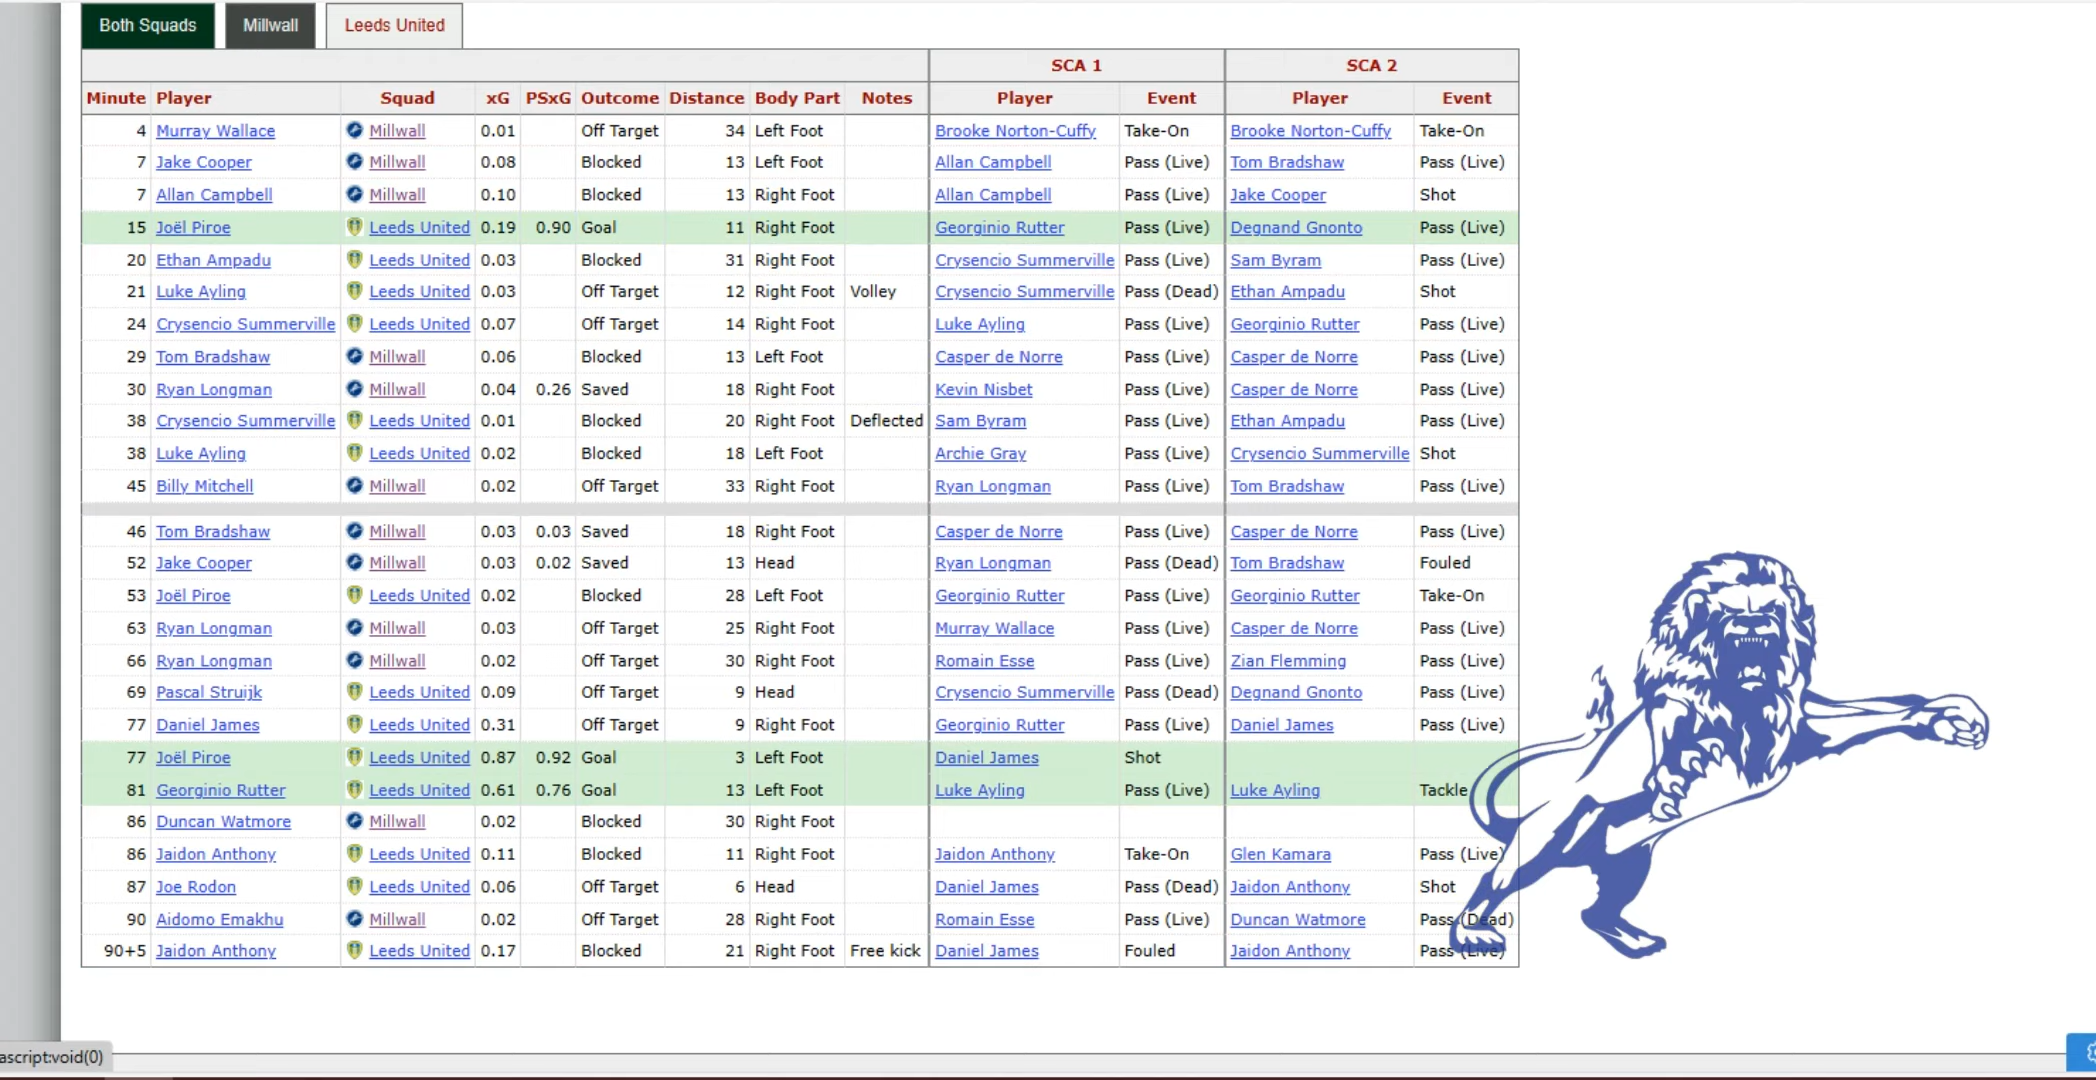 Both Squads Millwall Leeds United
SCA 1 SCA 2
Minute Player Squad xG PSxG Outcome Distance Body Part Notes Player Event Player Event
4 Murray Wallace Millwall 0.01 Off Target 34 Left Foot Brooke Norton-Cuffy Take-On Brooke Norton-Cuffy Take-On
7 Jake Cooper Millwall 0.08 Blocked 13 Left Foot Allan Campbell Pass (Live) Tom Bradshaw Pass (Live)
7 Allan Campbell Millwall 0.10 Blocked 13 Right Foot Allan Campbell Pass (Live) Jake Cooper Shot
15 Joël Piroe Leeds United 0.19 0.90 Goal 11 Right Foot Georginio Rutter Pass (Live) Degnand Gnonto Pass (Live)
20 Ethan Ampadu Leeds United 0.03 Blocked 31 Right Foot Crysencio Summerville Pass (Live) Sam Byram Pass (Live)
21 Luke Ayling Leeds United 0.03 Off Target 12 Right Foot Volley Crysencio Summerville Pass (Dead) Ethan Ampadu Shot
24 Crysencio Summerville Leeds United 0.07 Off Target 14 Right Foot Luke Ayling Pass (Live) Georginio Rutter Pass (Live)
29 Tom Bradshaw Millwall 0.06 Blocked 13 Left Foot Casper de Norre Pass (Live) Casper de Norre Pass (Live)
30 Ryan Longman Millwall 0.04 0.26 Saved 18 Right Foot Kevin Nisbet Pass (Live) Casper de Norre Pass (Live)
38 Crysencio Summerville Leeds United 0.01 Blocked 20 Right Foot Deflected Sam Byram Pass (Live) Ethan Ampadu Pass (Live)
38 Luke Ayling Leeds United 0.02 Blocked 18 Left Foot Archie Gray Pass (Live) Crysencio Summerville Shot
45 Billy Mitchell Millwall 0.02 Off Target 33 Right Foot Ryan Longman Pass (Live) Tom Bradshaw Pass (Live)
46 Tom Bradshaw Millwall 0.03 0.03 Saved 18 Right Foot Casper de Norre Pass (Live) Casper de Norre Pass (Live)
52 Jake Cooper Millwall 0.03 0.02 Saved 13 Head Ryan Longman Pass (Dead) Tom Bradshaw Fouled
53 Joël Piroe Leeds United 0.02 Blocked 28 Left Foot Georginio Rutter Pass (Live) Georginio Rutter Take-On
63 Ryan Longman Millwall 0.03 Off Target 25 Right Foot Murray Wallace Pass (Live) Casper de Norre Pass (Live)
66 Ryan Longman Millwall 0.02 Off Target 30 Right Foot Romain Esse Pass (Live) Zian Flemming Pass (Live)
69 Pascal Struijk Leeds United 0.09 Off Target 9 Head Crysencio Summerville Pass (Dead) Degnand Gnonto Pass (Live)
77 Daniel James Leeds United 0.31 Off Target 9 Right Foot Georginio Rutter Pass (Live) Daniel James Pass (Live)
77 Joël Piroe Leeds United 0.87 0.92 Goal 3 Left Foot Daniel James Shot
81 Georginio Rutter Leeds United 0.61 0.76 Goal 13 Left Foot Luke Ayling Pass (Live) Luke Ayling Tackle
86 Duncan Watmore Millwall 0.02 Blocked 30 Right Foot
86 Jaidon Anthony Leeds United 0.11 Blocked 11 Right Foot Jaidon Anthony Take-On Glen Kamara Pass (Live)
87 Joe Rodon Leeds United 0.06 Off Target 6 Head Daniel James Pass (Dead) Jaidon Anthony Shot
90 Aidomo Emakhu Millwall 0.02 Off Target 28 Right Foot Romain Esse Pass (Live) Duncan Watmore Pass (Dead)
90+5 Jaidon Anthony Leeds United 0.17 Blocked 21 Right Foot Free kick Daniel James Fouled Jaidon Anthony Pass (Live)
ascript:void(0)